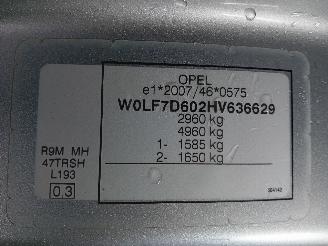 OPEL
e1*2007/46*0575
W0LF7D602HV636629
2960 kg
4960 kg
1- 1585 kg
2- 1650 kg
R9M MH
47TRSH
L193
0.3